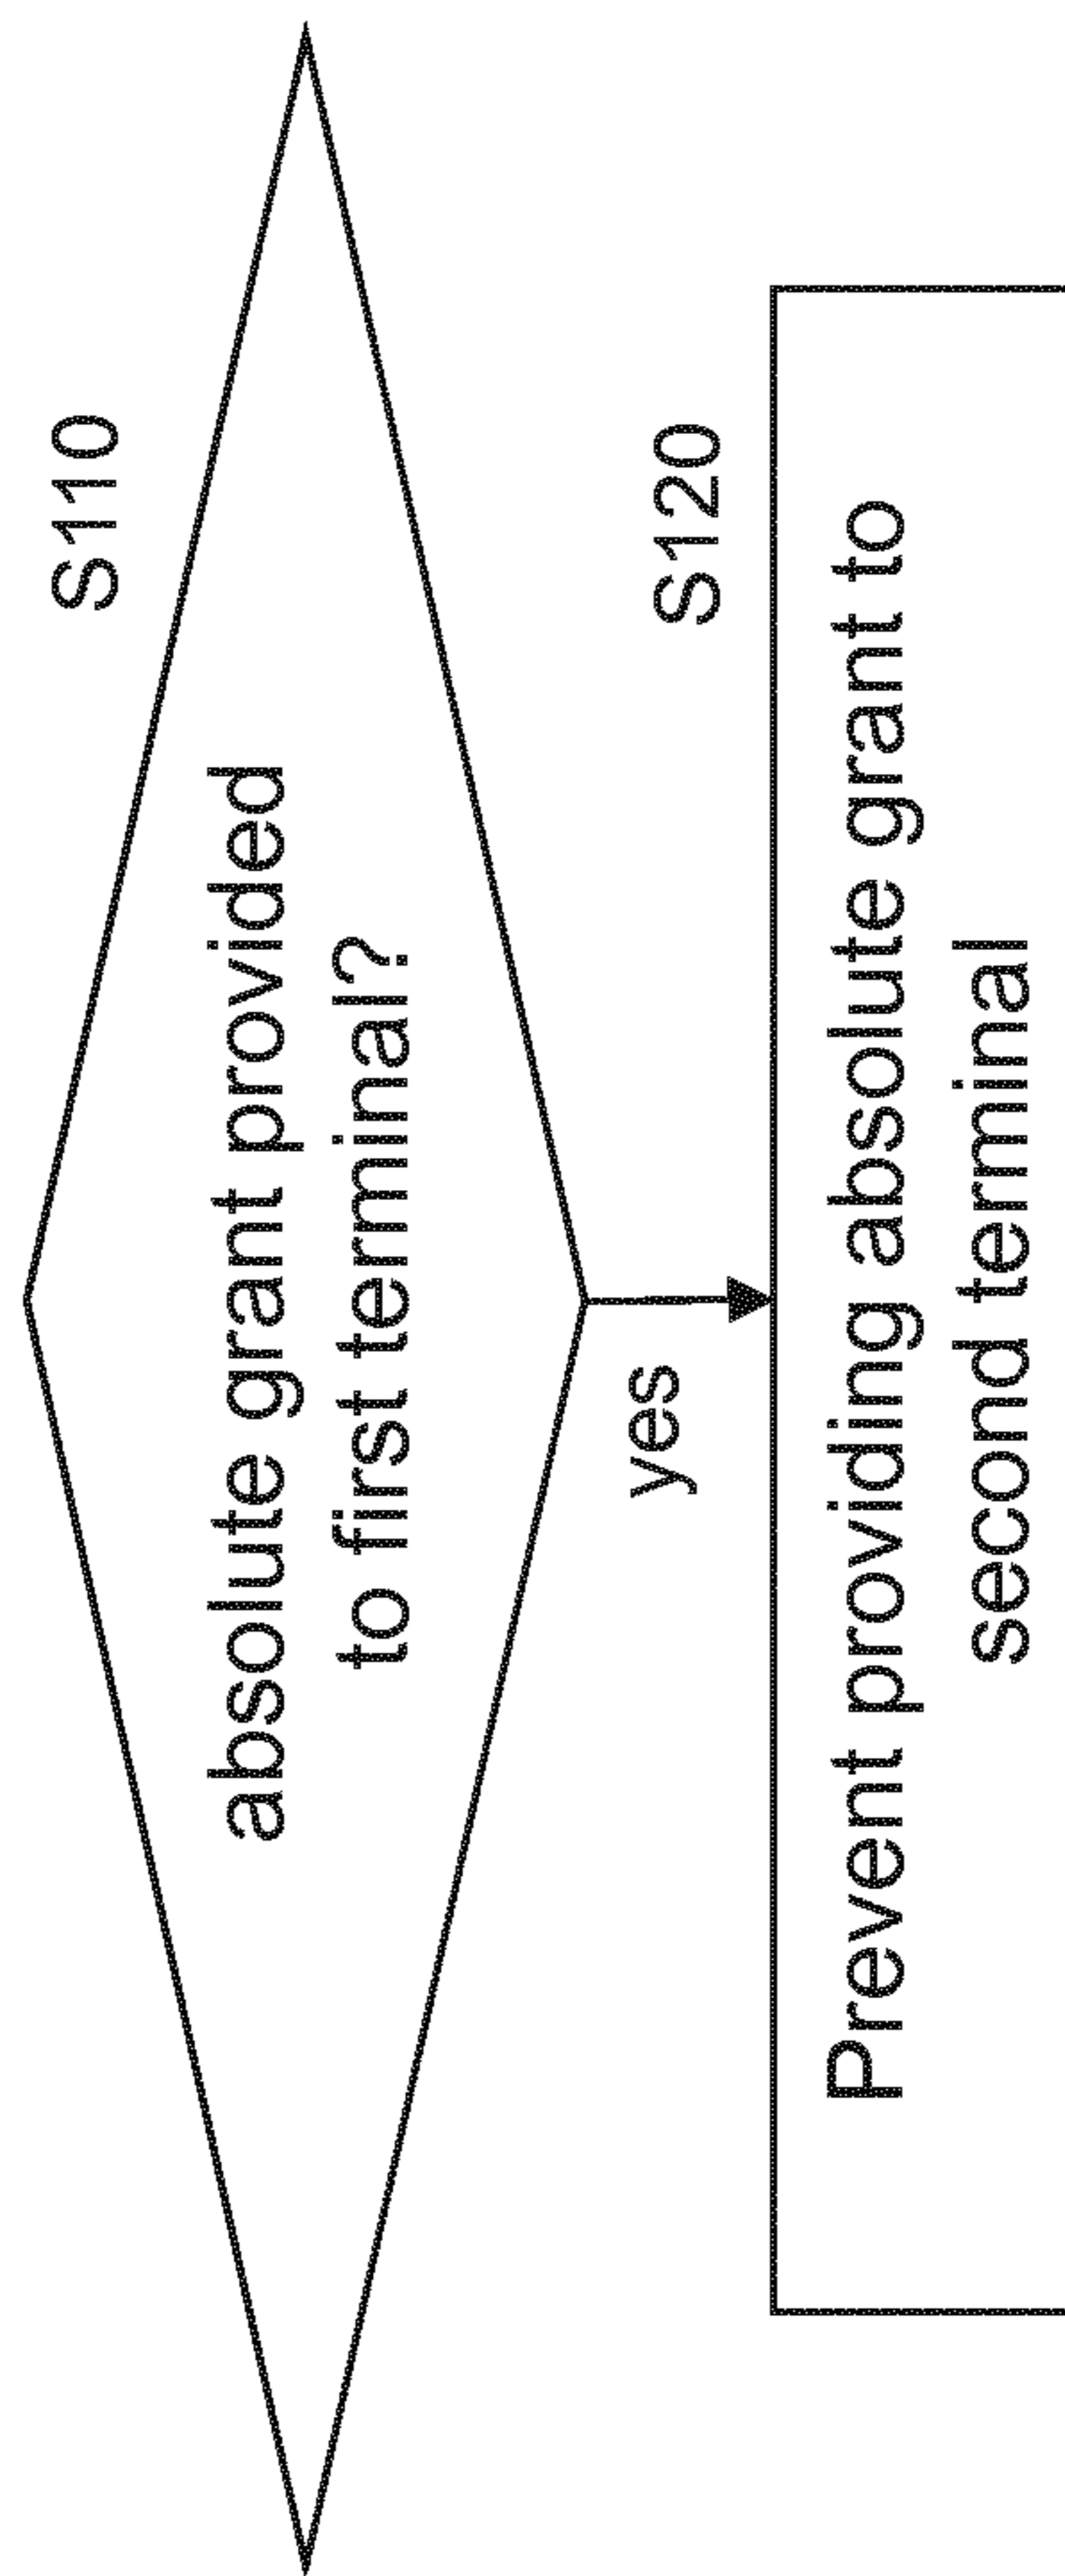 S110
absolute grant provided
to first terminal?
yes
S120
Prevent providing absolute grant to
second terminal